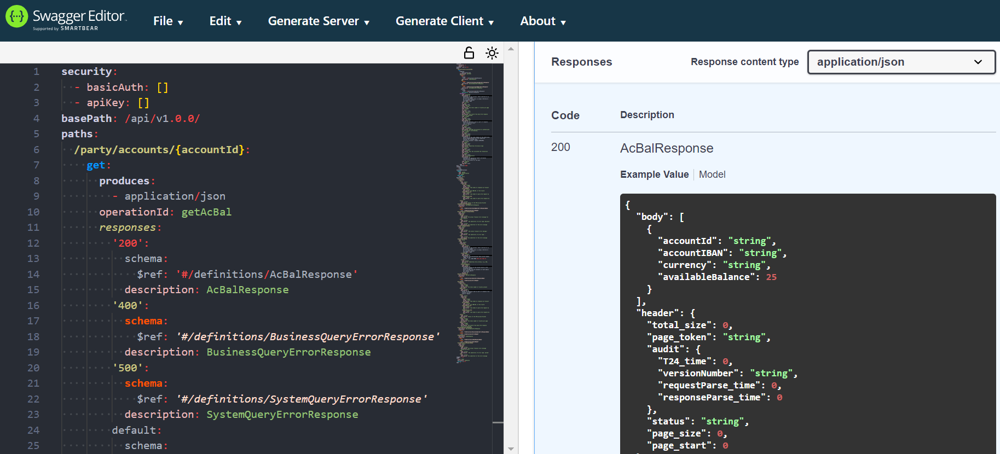 Swagger Editor
Supported by SMARTBEAR
File Edit Generate Server Generate Client About
1 security:
2 - basicAuth: []
3 - apiKey: []
4 basePath: /api/v1.0.0/
5 paths:
6 /party/accounts/{accountId}:
7 get:
8 produces:
9 - application/json
10 operationId: getAcBal
11 responses:
12 '200':
13 schema:
14 $ref: '#/definitions/AcBalResponse'
15 description: AcBalResponse
16 '400':
17 schema:
18 $ref: '#/definitions/BusinessQueryErrorResponse'
19 description: BusinessQueryErrorResponse
20 '500':
21 schema:
22 $ref: '#/definitions/SystemQueryErrorResponse'
23 description: SystemQueryErrorResponse
24 default:
25 schema:
Responses Response content type application/json
Code Description
200 AcBalResponse
Example Value Model
{
"body": [
{
"accountId": "string",
"accountIBAN": "string",
"currency": "string",
"availableBalance": 25
}
],
"header": {
"total_size": 0,
"page_token": "string",
"audit": {
"T24_time": 0,
"versionNumber": "string",
"requestParse_time": 0,
"responseParse_time": 0
},
"status": "string",
"page_size": 0,
"page_start": 0